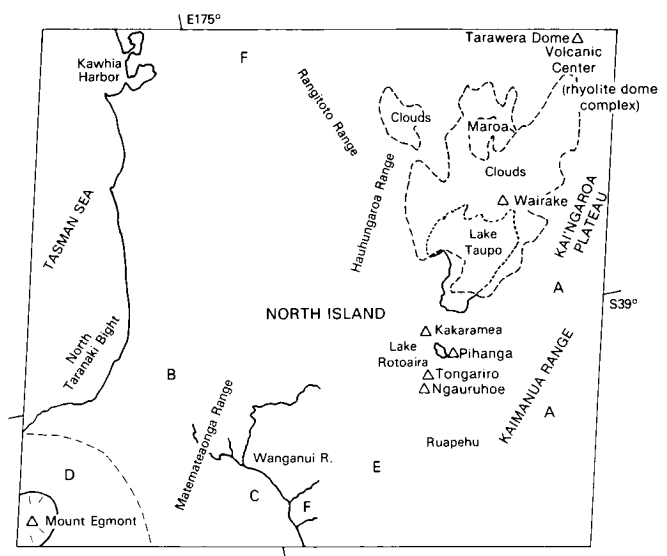 E175°
Tarawera Dome
Volcanic
Center
(rhyolite dome
complex)
Kawhia
Harbor
F
Rangitoto Range
Clouds
Maroa
Clouds
Hauhungaroa Range
Wairake
KAI'NGAROA
PLATEAU
TASMAN SEA
Lake
Taupo
A
S39°
NORTH ISLAND
North
Taranaki Bight
Kakaramea
Lake
Rotoaira
Pihanga
Tongariro
Ngauruhoe
KAIMANUA RANGE
A
B
Matemateaonga Range
Ruapehu
Wanganui R.
E
D
C
F
Mount Egmont